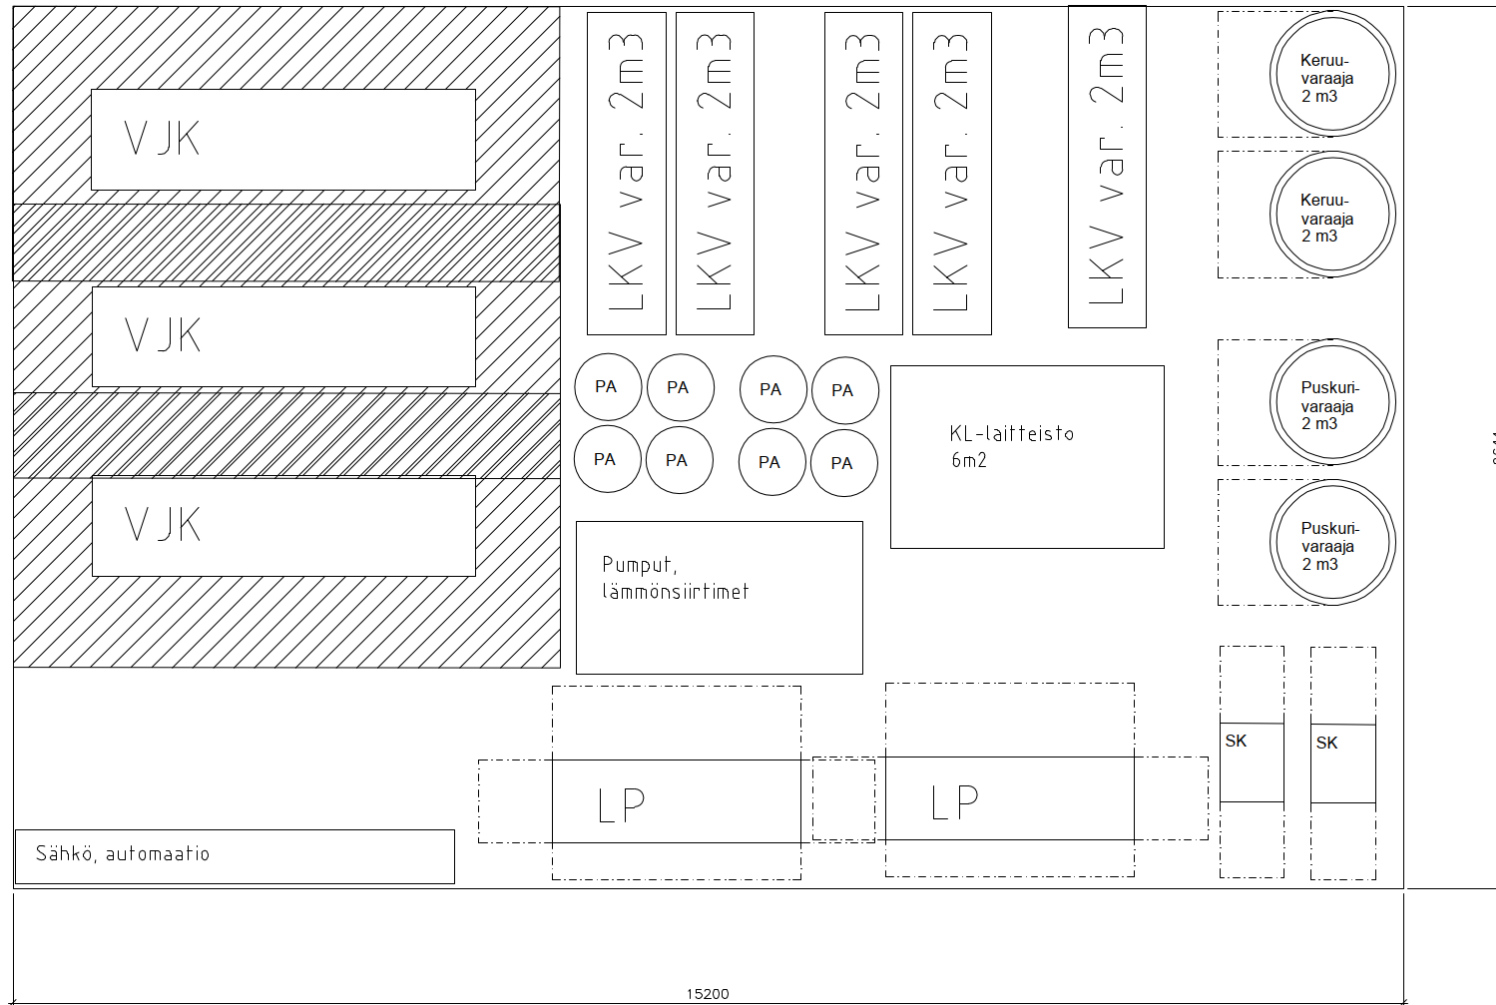 VJK
VJK
VJK
LKV var. 2m3
LKV var. 2m3
LKV var. 2m3
LKV var. 2m3
LKV var. 2m3
Keruu-
varaaja
2 m3
Keruu-
varaaja
2 m3
Puskuri-
varaaja
2 m3
Puskuri-
varaaja
2 m3
PA
PA
PA
PA
PA
PA
PA
PA
KL-laitteisto
6m2
Pumput,
lämmönsiirtimet
LP
LP
SK
SK
Sähkö, automaatio
15200